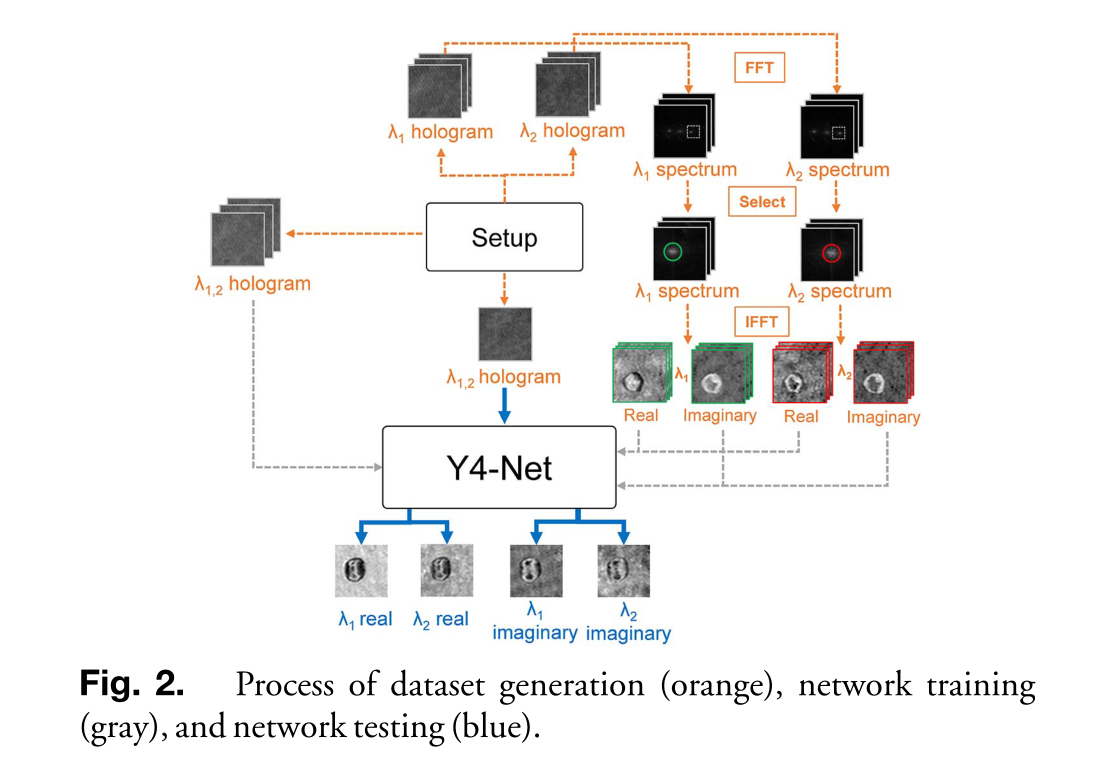 FFT
λ1 hologram
λ2 hologram
λ1 spectrum
λ2 spectrum
Select
Setup
λ1,2 hologram
λ1 spectrum
λ2 spectrum
IFFT
λ1,2 hologram
λ1
λ2
Real
Imaginary
Real
Imaginary
Y4-Net
λ1 real
λ2 real
λ1
imaginary
λ2
imaginary
Fig. 2. Process of dataset generation (orange), network training
(gray), and network testing (blue).